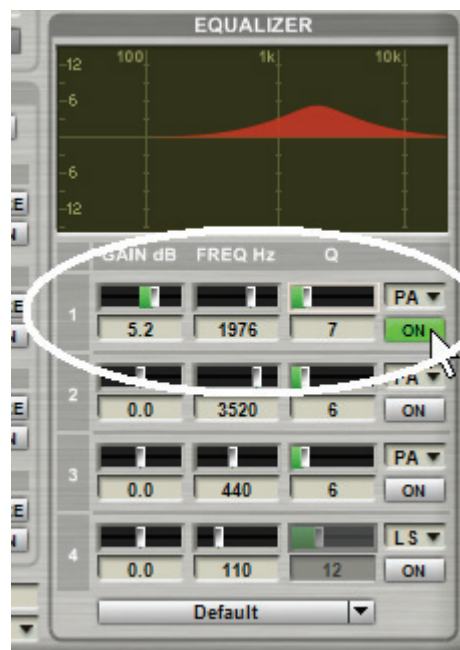 EQUALIZER
100 1k 10k
-12
-6
-6
-12
GAIN dB FREQ Hz Q
1 PA
5.2 1976 7 ON
2 PA
0.0 3520 6 ON
3 PA
0.0 440 6 ON
4 LS
0.0 110 12 ON
Default